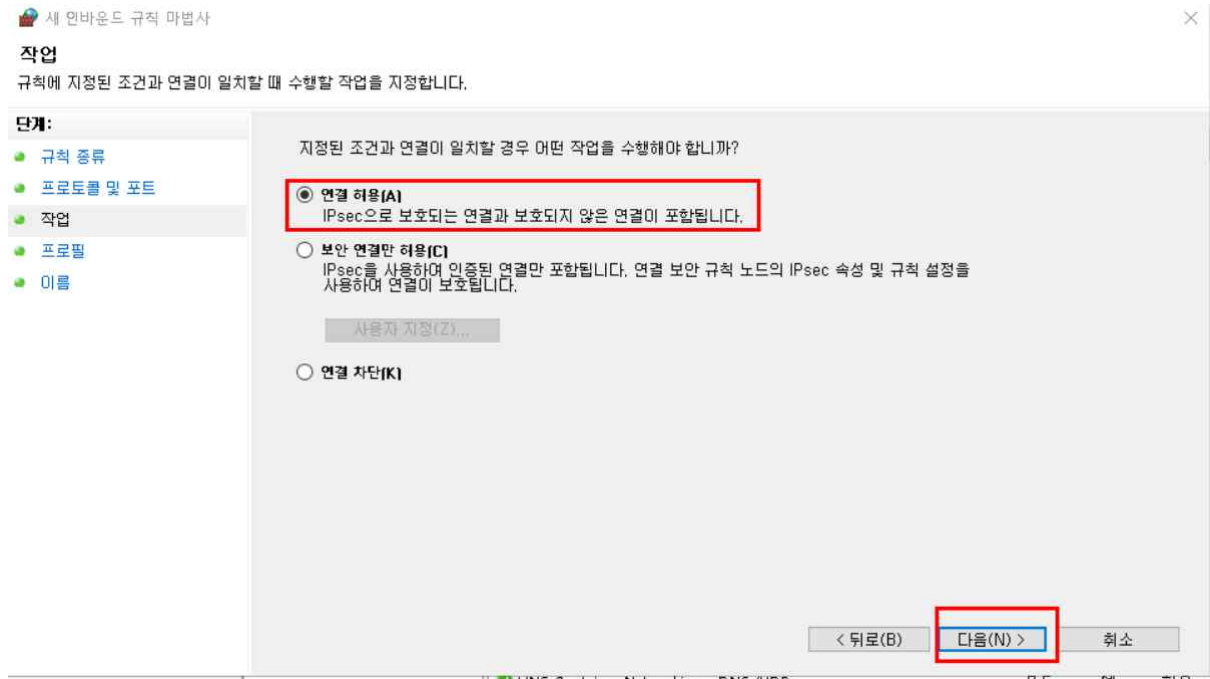 새 인바운드 규칙 마법사
작업
규칙에 지정된 조건과 연결이 일치할 때 수행할 작업을 지정합니다.
단계:
규칙 종류
프로토콜 및 포트
작업
프로필
이름
지정된 조건과 연결이 일치할 경우 어떤 작업을 수행해야 합니까?
연결 허용(A)
IPsec으로 보호되는 연결과 보호되지 않은 연결이 포함됩니다.
보안 연결만 허용(C)
IPsec을 사용하여 인증된 연결만 포함됩니다. 연결 보안 규칙 노드의 IPsec 속성 및 규칙 설정을
사용하여 연결이 보호됩니다.
사용자 지정(Z)...
연결 차단(K)
< 뒤로(B)
다음(N) >
취소